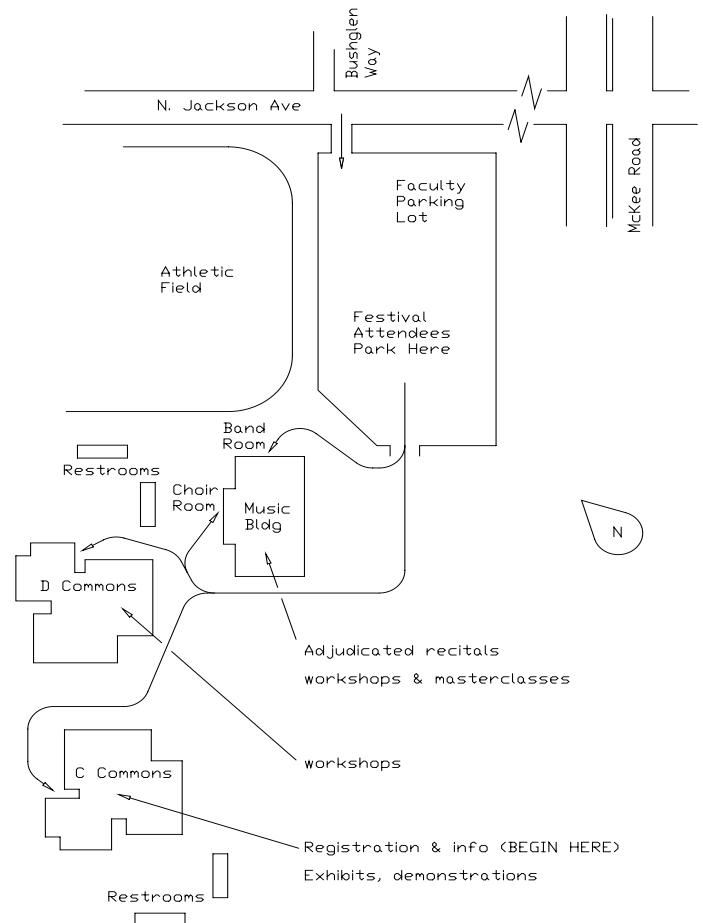 Bushglen
Way
N. Jackson Ave
McKee Road
Faculty
Parking
Lot
Athletic
Field
Festival
Attendees
Park Here
Band
Room
Restrooms
Choir
Room
Music
Bldg
N
D Commons
Adjudicated recitals
workshops & masterclasses
workshops
C Commons
Registration & info (BEGIN HERE)
Exhibits, demonstrations
Restrooms